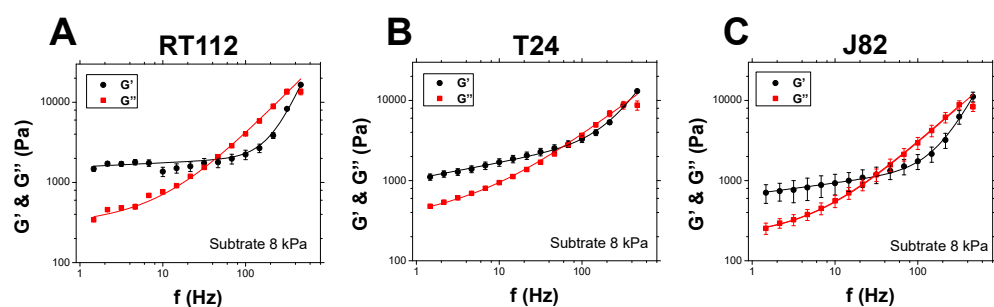 A
RT112
G' & G'' (Pa)
10000
1000
100
G'
G''
Subtrate 8 kPa
1
10
100
f (Hz)
B
T24
G' & G'' (Pa)
10000
1000
100
G'
G''
Subtrate 8 kPa
1
10
100
f (Hz)
C
J82
G' & G'' (Pa)
10000
1000
100
G'
G''
Subtrate 8 kPa
1
10
100
f (Hz)